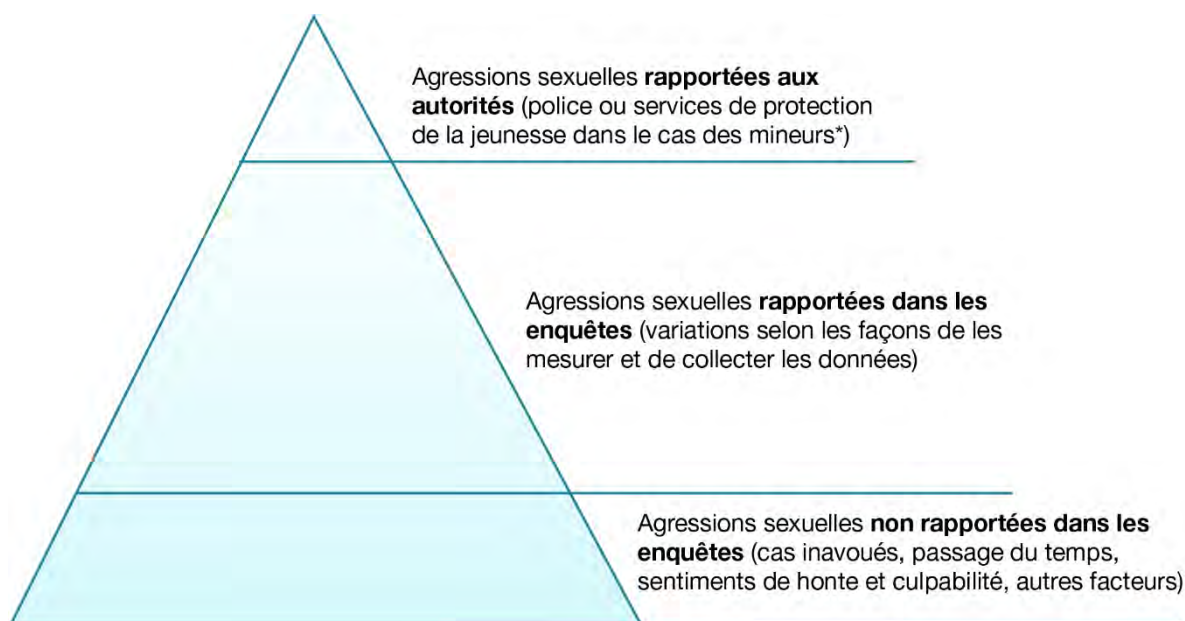 Agressions sexuelles rapportées aux
autorités (police ou services de protection
de la jeunesse dans le cas des mineurs*)
Agressions sexuelles rapportées dans les
enquêtes (variations selon les façons de les
mesurer et de collecter les données)
Agressions sexuelles non rapportées dans les
enquêtes (cas inavoués, passage du temps,
sentiments de honte et culpabilité, autres facteurs)